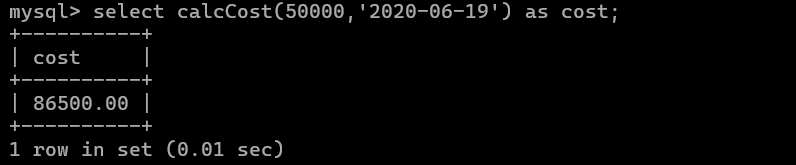 mysql> select calcCost(50000,'2020-06-19') as cost;
+----------+
| cost     |
+----------+
| 86500.00 |
+----------+
1 row in set (0.01 sec)